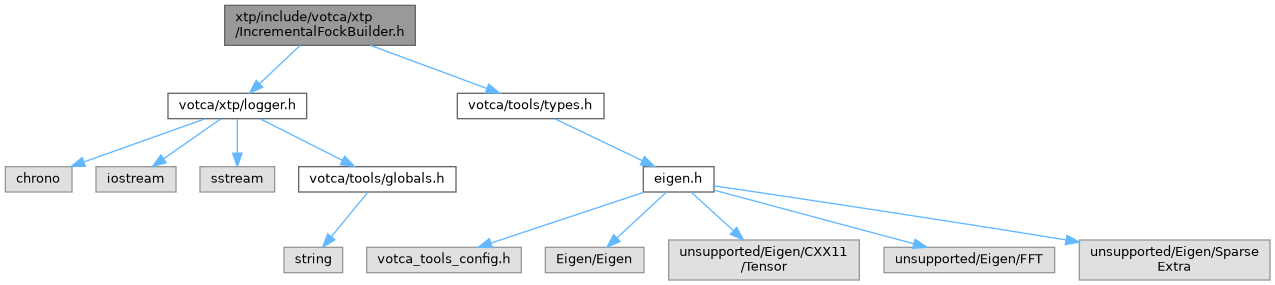 xtp/include/votca/xtp
/IncrementalFockBuilder.h
votca/xtp/logger.h
votca/tools/types.h
chrono
iostream
sstream
votca/tools/globals.h
eigen.h
string
votca_tools_config.h
Eigen/Eigen
unsupported/Eigen/CXX11
/Tensor
unsupported/Eigen/FFT
unsupported/Eigen/Sparse
Extra